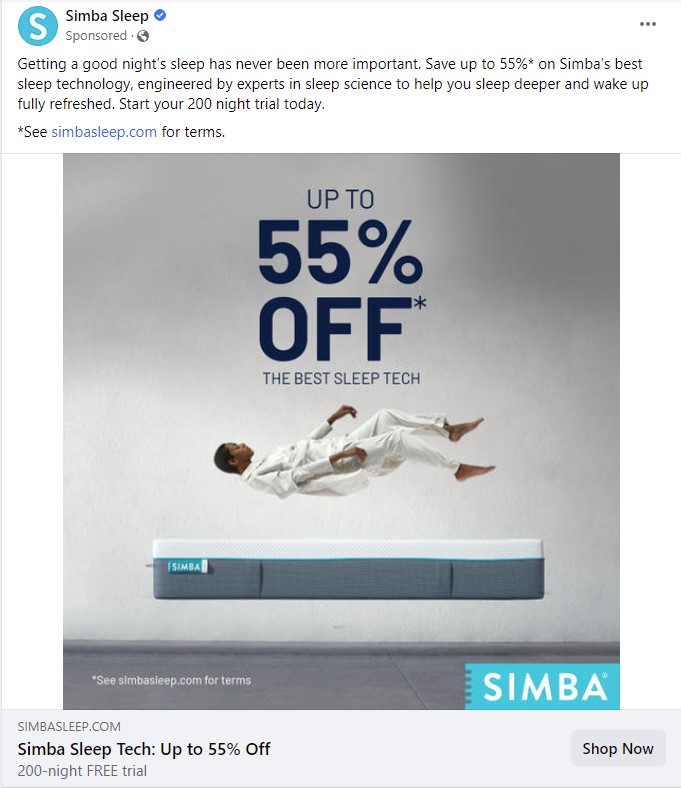 S
Simba Sleep
Sponsored ·
Getting a good night's sleep has never been more important. Save up to 55%* on Simba's best
sleep technology, engineered by experts in sleep science to help you sleep deeper and wake up
fully refreshed. Start your 200 night trial today.
*See simbasleep.com for terms.
UP TO
55%
OFF*
THE BEST SLEEP TECH
SIMBA
*See simbasleep.com for terms
SIMBA®
SIMBASLEEP.COM
Simba Sleep Tech: Up to 55% Off
200-night FREE trial
Shop Now